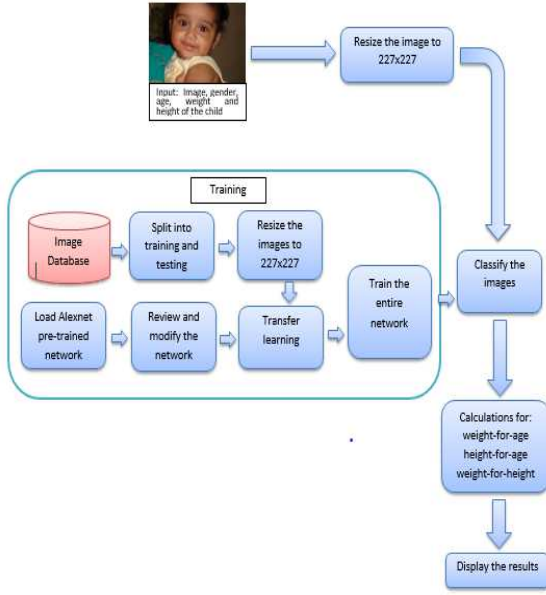 Resize the image to
227x227
Input: Image, gender,
age, weight and
height of the child
Training
Image
Database
Split into
training and
testing
Resize the
images to
227x227
Load Alexnet
pre-trained
network
Review and
modify the
network
Transfer
learning
Train the
entire
network
Classify the
images
Calculations for:
weight-for-age
height-for-age
weight-for-height
Display the results